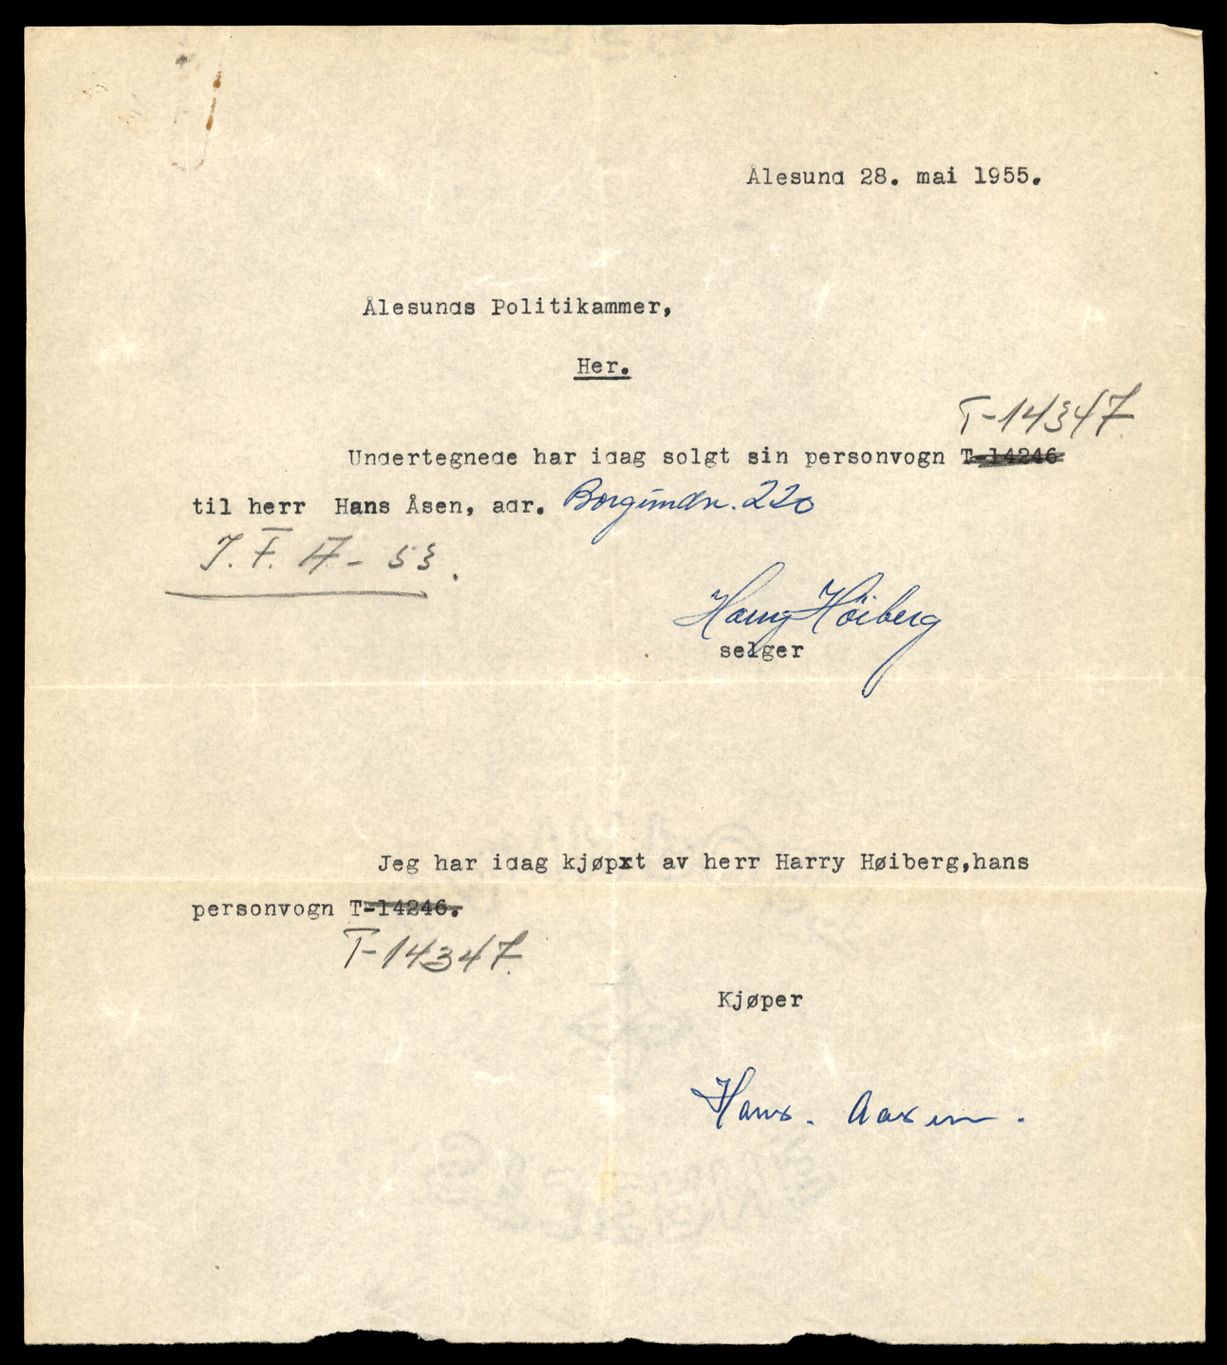 Ålesund 28. mai 1955.
Ålesunds Politikammer,
Her.
T-14347.
Undertegnede har idag solgt sin personvogn T-14246
til herr Hans Åsen, adr. Borgundv. 220
J.F. A-53.
Harry Höiberg
selger
Jeg har idag kjøpxt av herr Harry Høiberg,hans
personvogn T-14246.
T-14347.
Kjøper
Hans. Aasen.